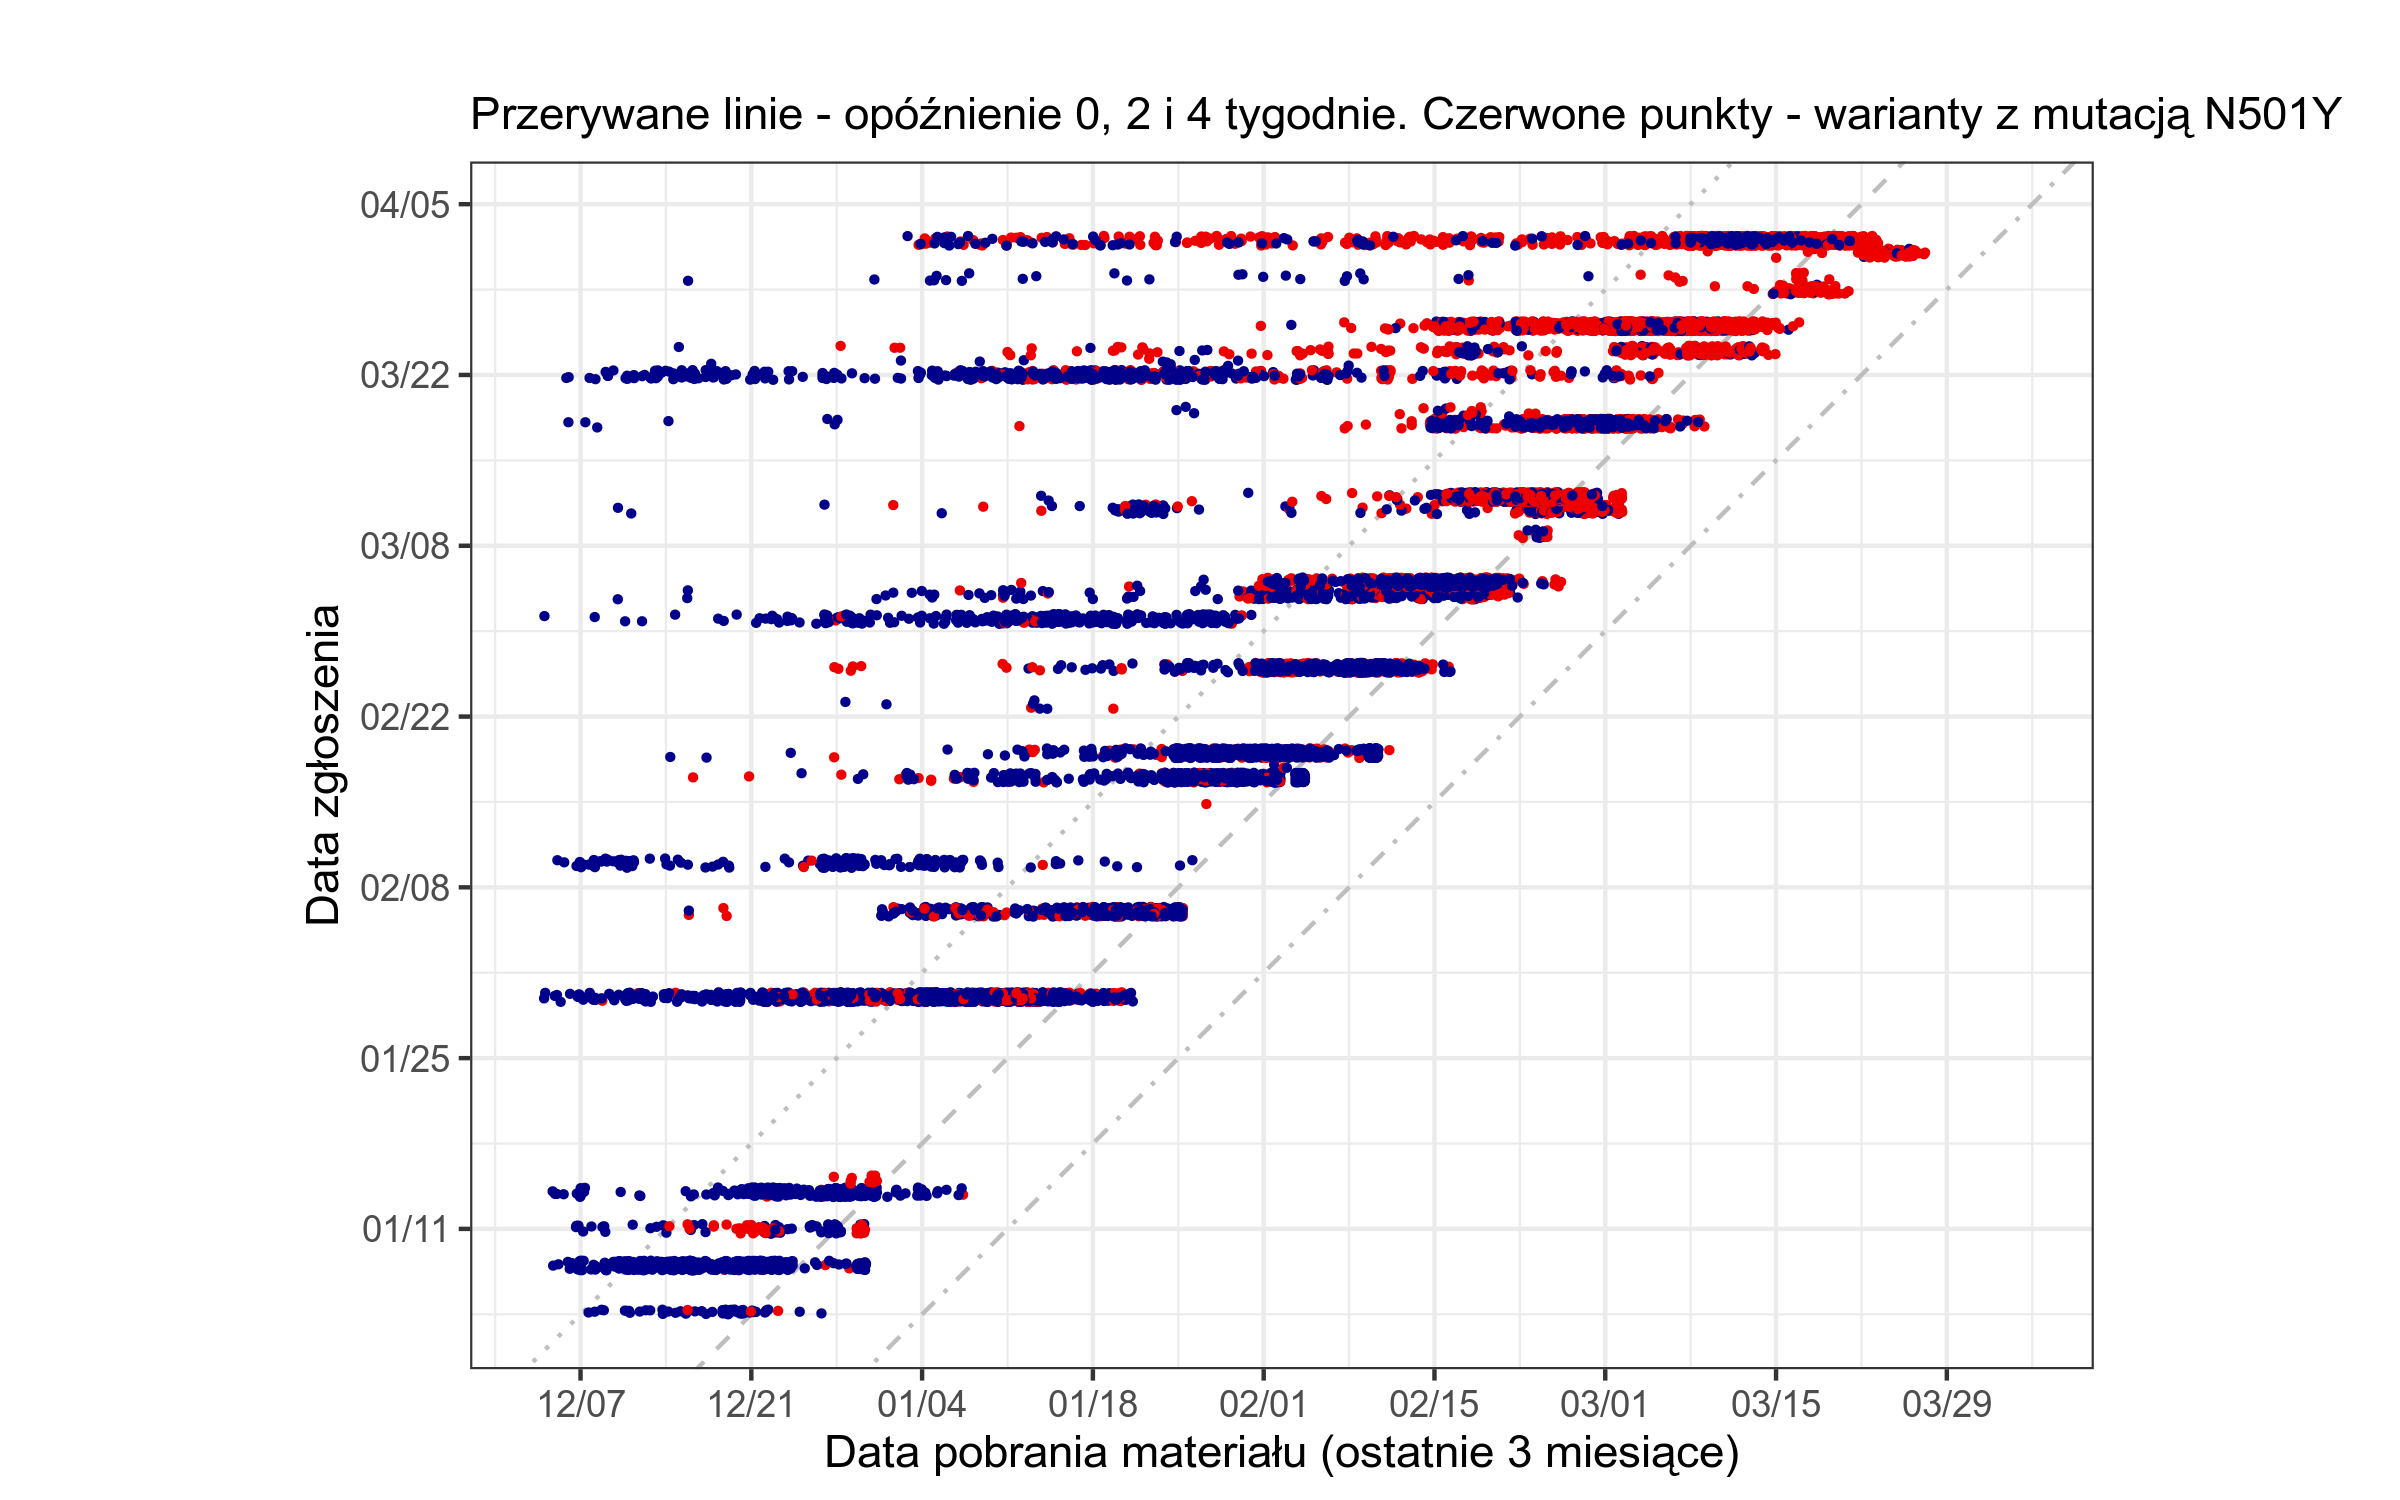 Przerywane linie - opóźnienie 0, 2 i 4 tygodnie. Czerwone punkty - warianty z mutacją N501Y
Data zgłoszenia
04/05
03/22
03/08
02/22
02/08
01/25
01/11
12/07 12/21 01/04 01/18 02/01 02/15 03/01 03/15 03/29
Data pobrania materiału (ostatnie 3 miesiące)